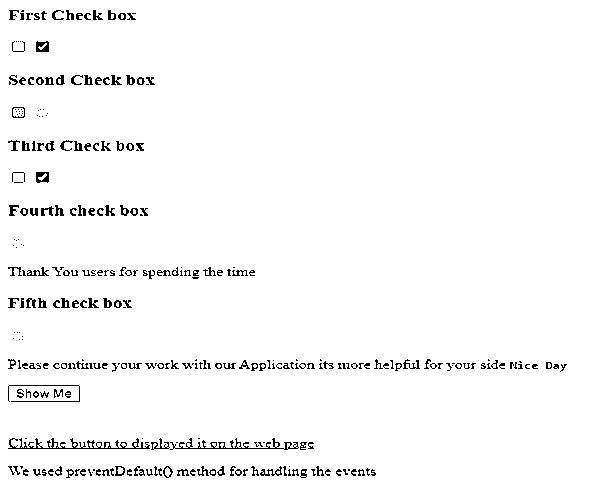 First Check box
Second Check box
Third Check box
Fourth check box
Thank You users for spending the time
Fifth check box
Please continue your work with our Application its more helpful for your side Nice Day
Show Me
Click the button to displayed it on the web page
We used preventDefault() method for handling the events